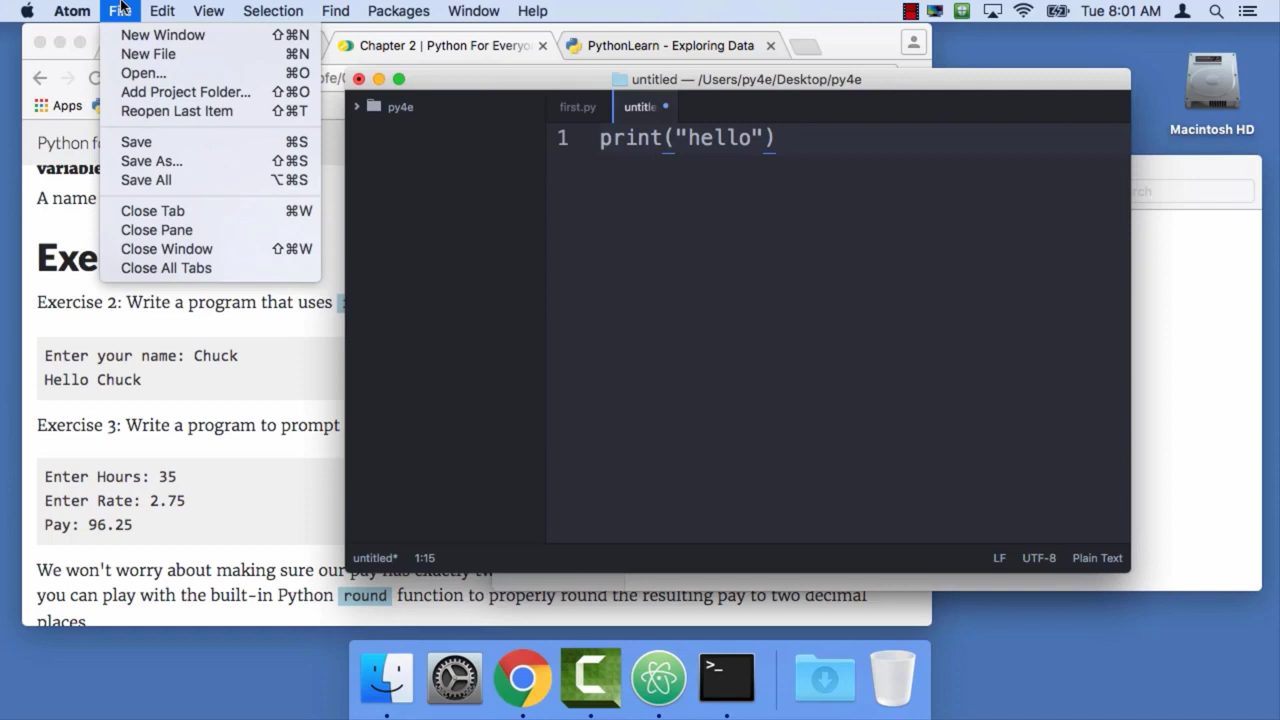 Atom File Edit View Selection Find Packages Window Help Tue 8:01 AM
New Window ⇧⌘N
New File ⌘N
Open... ⌘O
Add Project Folder... ⇧⌘O
Reopen Last Item ⇧⌘T
Save ⌘S
Save As... ⇧⌘S
Save All ⌥⌘S
Close Tab ⌘W
Close Pane
Close Window ⇧⌘W
Close All Tabs
Chapter 2 | Python For Everyo
PythonLearn - Exploring Data
Apps
Python fo
variable
A name
Exe
Exercise 2: Write a program that uses
Enter your name: Chuck
Hello Chuck
Exercise 3: Write a program to prompt
Enter Hours: 35
Enter Rate: 2.75
Pay: 96.25
We won't worry about making sure our pay has exactly tw
you can play with the built-in Python round function to properly round the resulting pay to two decimal
places
untitled — /Users/py4e/Desktop/py4e
py4e
first.py
untitle
1 print("hello")
untitled* 1:15
LF UTF-8 Plain Text
Macintosh HD
rch
>_